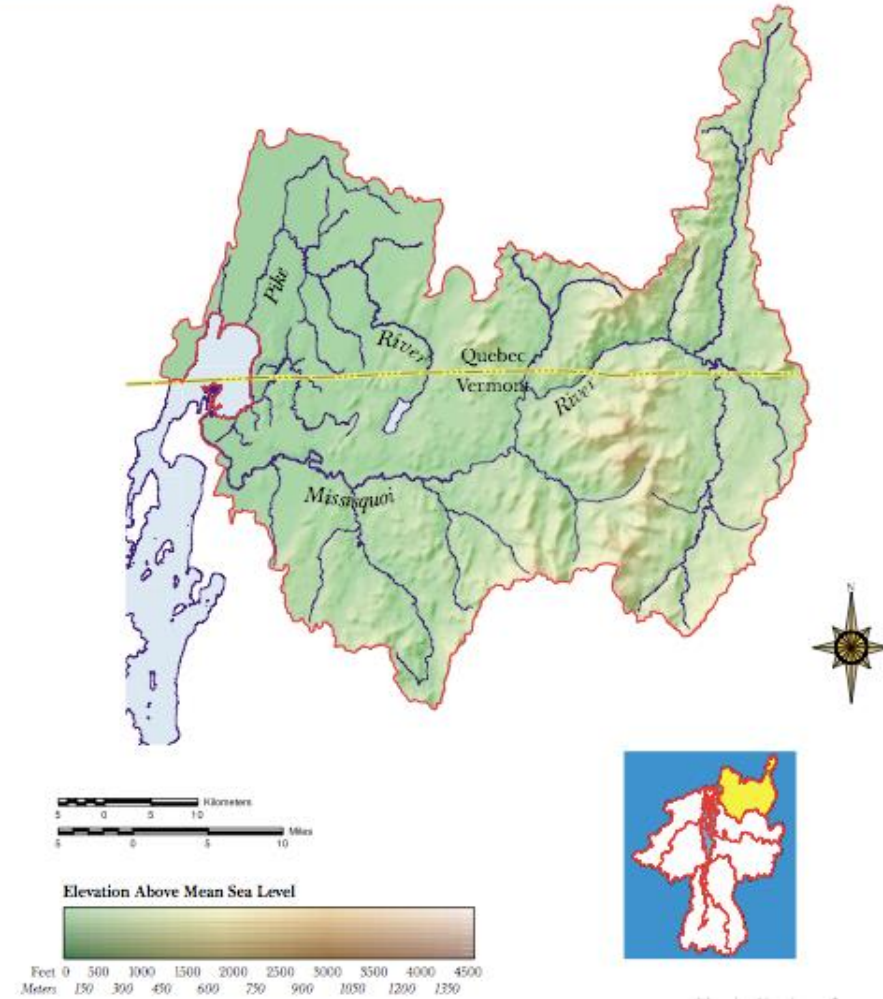 N
Pike
River
Quebec
Vermont
River
Missisquoi
Kilometers
5 0 5 10
Miles
5 0 5 10
Elevation Above Mean Sea Level
Feet 0 500 1000 1500 2000 2500 3000 3500 4000 4500
Meters 150 300 450 600 750 900 1050 1200 1350